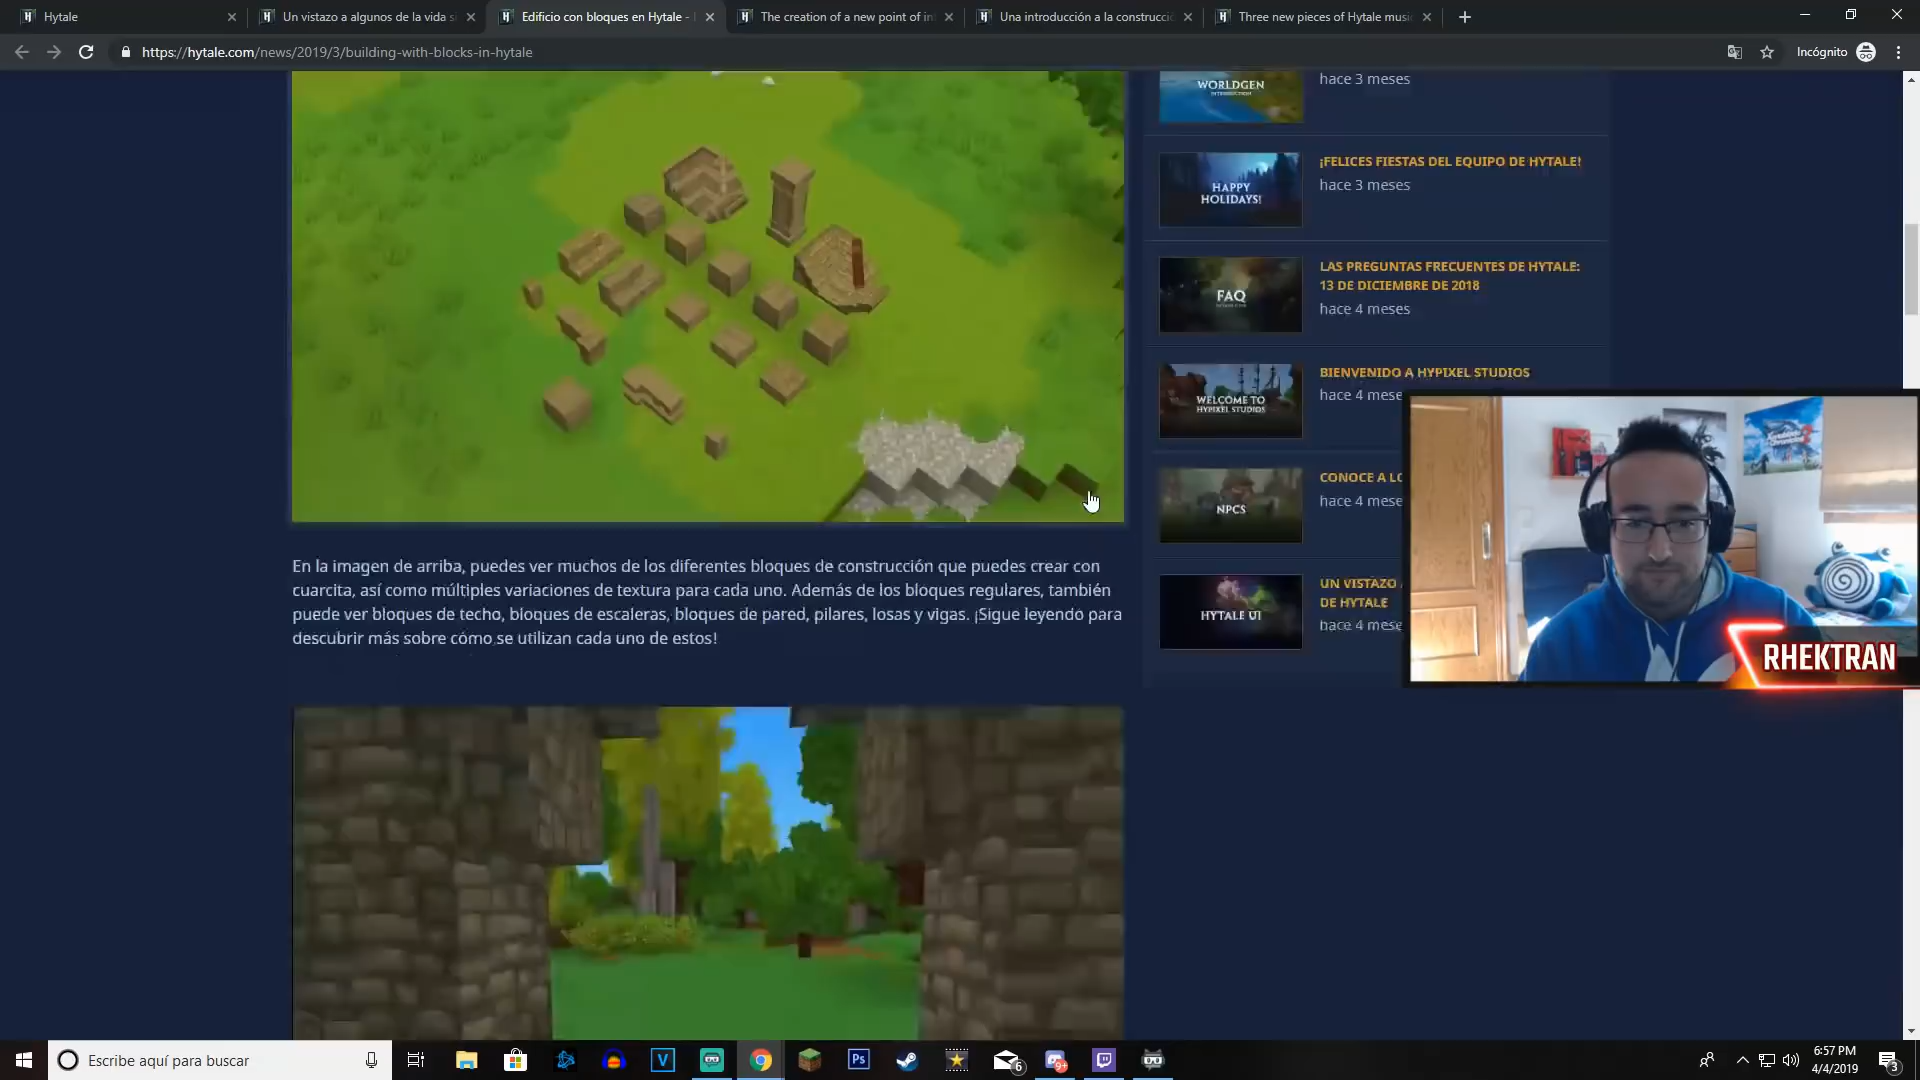 Hytale
Un vistazo a algunos de la vida s
Edificio con bloques en Hytale -
The creation of a new point of in
Una introducción a la construcci
Three new pieces of Hytale musi
https://hytale.com/news/2019/3/building-with-blocks-in-hytale
Incógnito
WORLDGEN
INTRODUCTION
hace 3 meses
HAPPY
HOLIDAYS!
¡FELICES FIESTAS DEL EQUIPO DE HYTALE!
hace 3 meses
FAQ
LAS PREGUNTAS FRECUENTES DE HYTALE:
13 DE DICIEMBRE DE 2018
hace 4 meses
WELCOME TO
HYPIXEL STUDIOS
BIENVENIDO A HYPIXEL STUDIOS
hace 4 mese
NPCS
CONOCE A LO
hace 4 mese
HYTALE UI
UN VISTAZO
DE HYTALE
hace 4 mese
En la imagen de arriba, puedes ver muchos de los diferentes bloques de construcción que puedes crear con
cuarcita, así como múltiples variaciones de textura para cada uno. Además de los bloques regulares, también
puede ver bloques de techo, bloques de escaleras, bloques de pared, pilares, losas y vigas. ¡Sigue leyendo para
descubrir más sobre cómo se utilizan cada uno de estos!
RHEKTRAN
Escribe aquí para buscar
V
Ps
6
9+
6:57 PM
4/4/2019
3